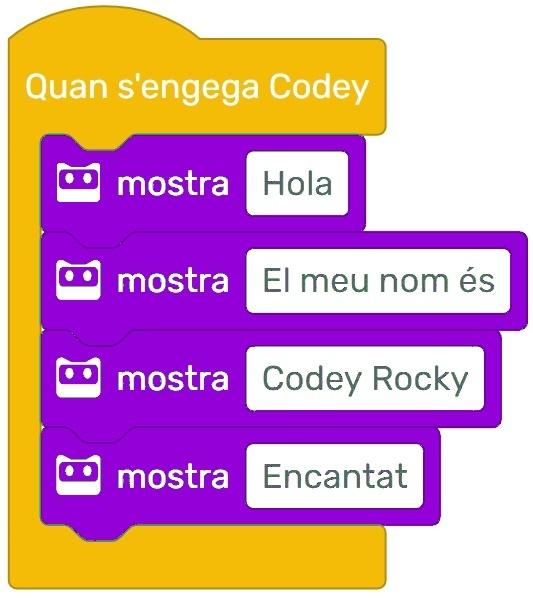 Quan s'engega Codey
mostra Hola
mostra El meu nom és
mostra Codey Rocky
mostra Encantat